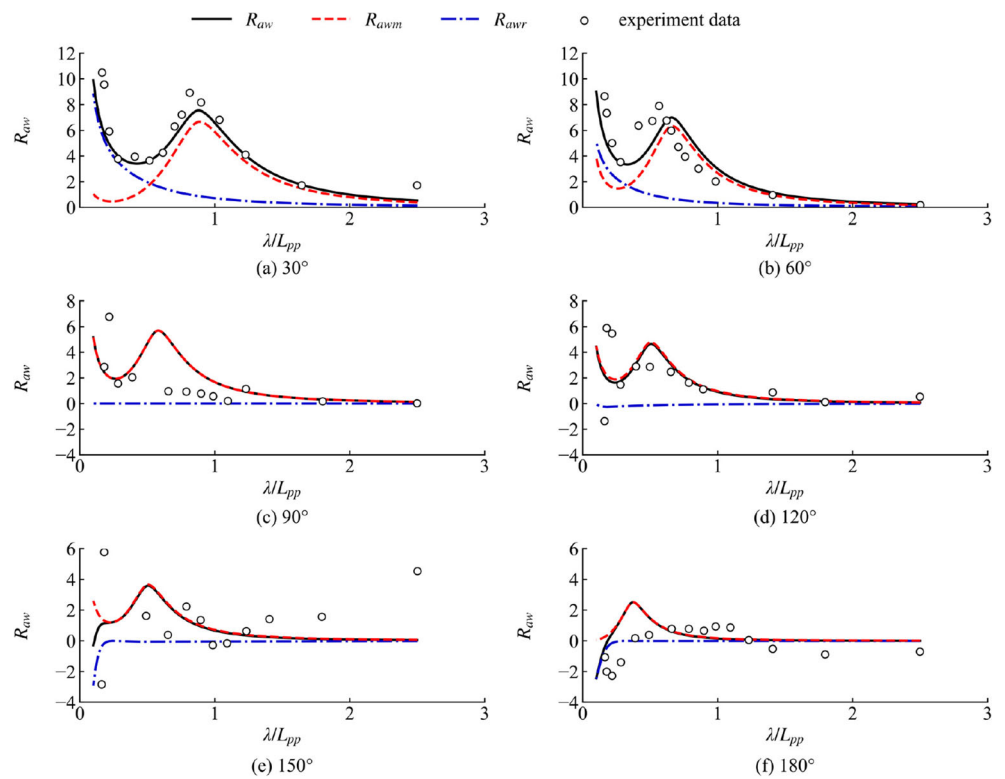 R_aw R_awm R_awr experiment data
12 12
10 10
8 8
R_aw 6 R_aw 6
4 4
2 2
0 0
0 1 2 3 0 1 2 3
λ/L_pp λ/L_pp
(a) 30° (b) 60°
8 8
6 6
4 4
R_aw 2 R_aw 2
0 0
−2 −2
−4 −4
0 1 2 3 0 1 2 3
λ/L_pp λ/L_pp
(c) 90° (d) 120°
6 6
4 4
R_aw 2 R_aw 2
0 0
−2 −2
−4 −4
0 1 2 3 0 1 2 3
λ/L_pp λ/L_pp
(e) 150° (f) 180°